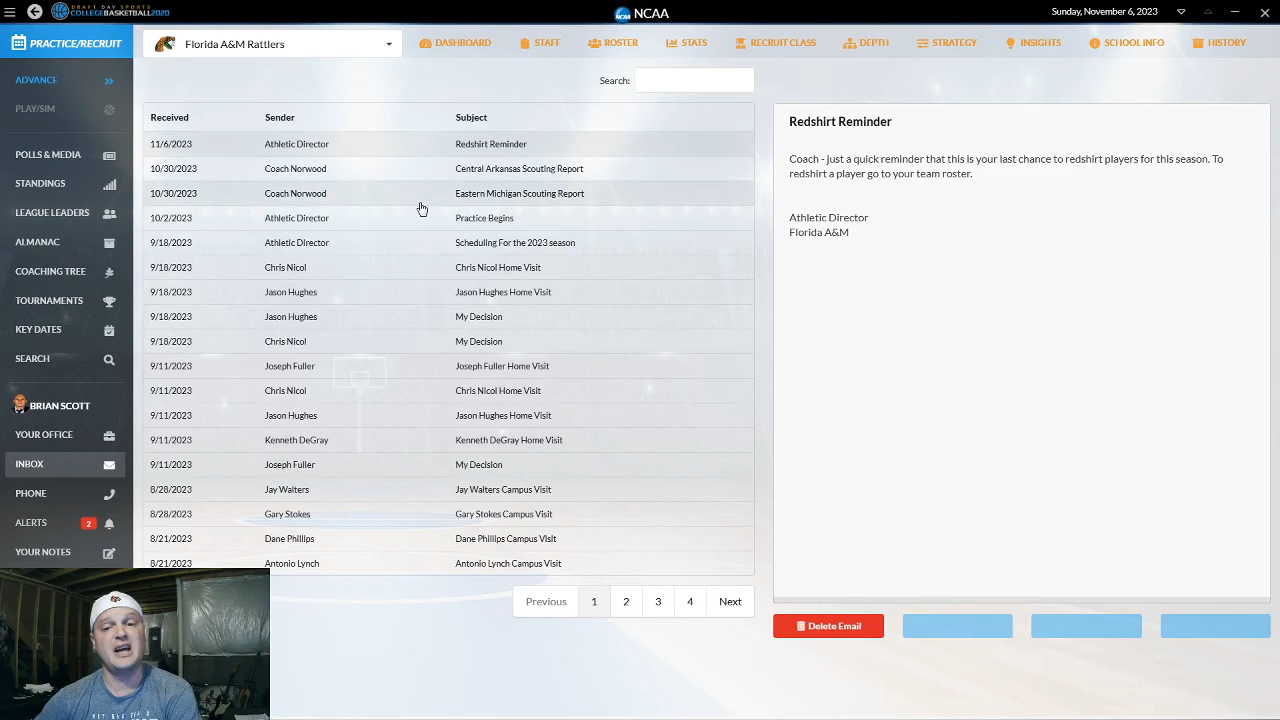 DRAFT DAY SPORTS
COLLEGE BASKETBALL 2020
NCAA
NCAA
Sunday, November 6, 2023
PRACTICE/RECRUIT
Florida A&M Rattlers
DASHBOARD
STAFF
ROSTER
STATS
RECRUIT CLASS
DEPTH
STRATEGY
INSIGHTS
SCHOOL INFO
HISTORY
ADVANCE
PLAY/SIM
POLLS & MEDIA
STANDINGS
LEAGUE LEADERS
ALMANAC
COACHING TREE
TOURNAMENTS
KEY DATES
SEARCH
BRIAN SCOTT
YOUR OFFICE
INBOX
PHONE
ALERTS 2
YOUR NOTES
Search:
Received Sender Subject
11/6/2023 Athletic Director Redshirt Reminder
10/30/2023 Coach Norwood Central Arkansas Scouting Report
10/30/2023 Coach Norwood Eastern Michigan Scouting Report
10/2/2023 Athletic Director Practice Begins
9/18/2023 Athletic Director Scheduling For the 2023 season
9/18/2023 Chris Nicol Chris Nicol Home Visit
9/18/2023 Jason Hughes Jason Hughes Home Visit
9/18/2023 Jason Hughes My Decision
9/18/2023 Chris Nicol My Decision
9/11/2023 Joseph Fuller Joseph Fuller Home Visit
9/11/2023 Chris Nicol Chris Nicol Home Visit
9/11/2023 Jason Hughes Jason Hughes Home Visit
9/11/2023 Kenneth DeGray Kenneth DeGray Home Visit
9/11/2023 Joseph Fuller My Decision
8/28/2023 Jay Walters Jay Walters Campus Visit
8/28/2023 Gary Stokes Gary Stokes Campus Visit
8/21/2023 Dane Phillips Dane Phillips Campus Visit
8/21/2023 Antonio Lynch Antonio Lynch Campus Visit
Previous 1 2 3 4 Next
Redshirt Reminder
Coach - just a quick reminder that this is your last chance to redshirt players for this season. To
redshirt a player go to your team roster.
Athletic Director
Florida A&M
Delete Email